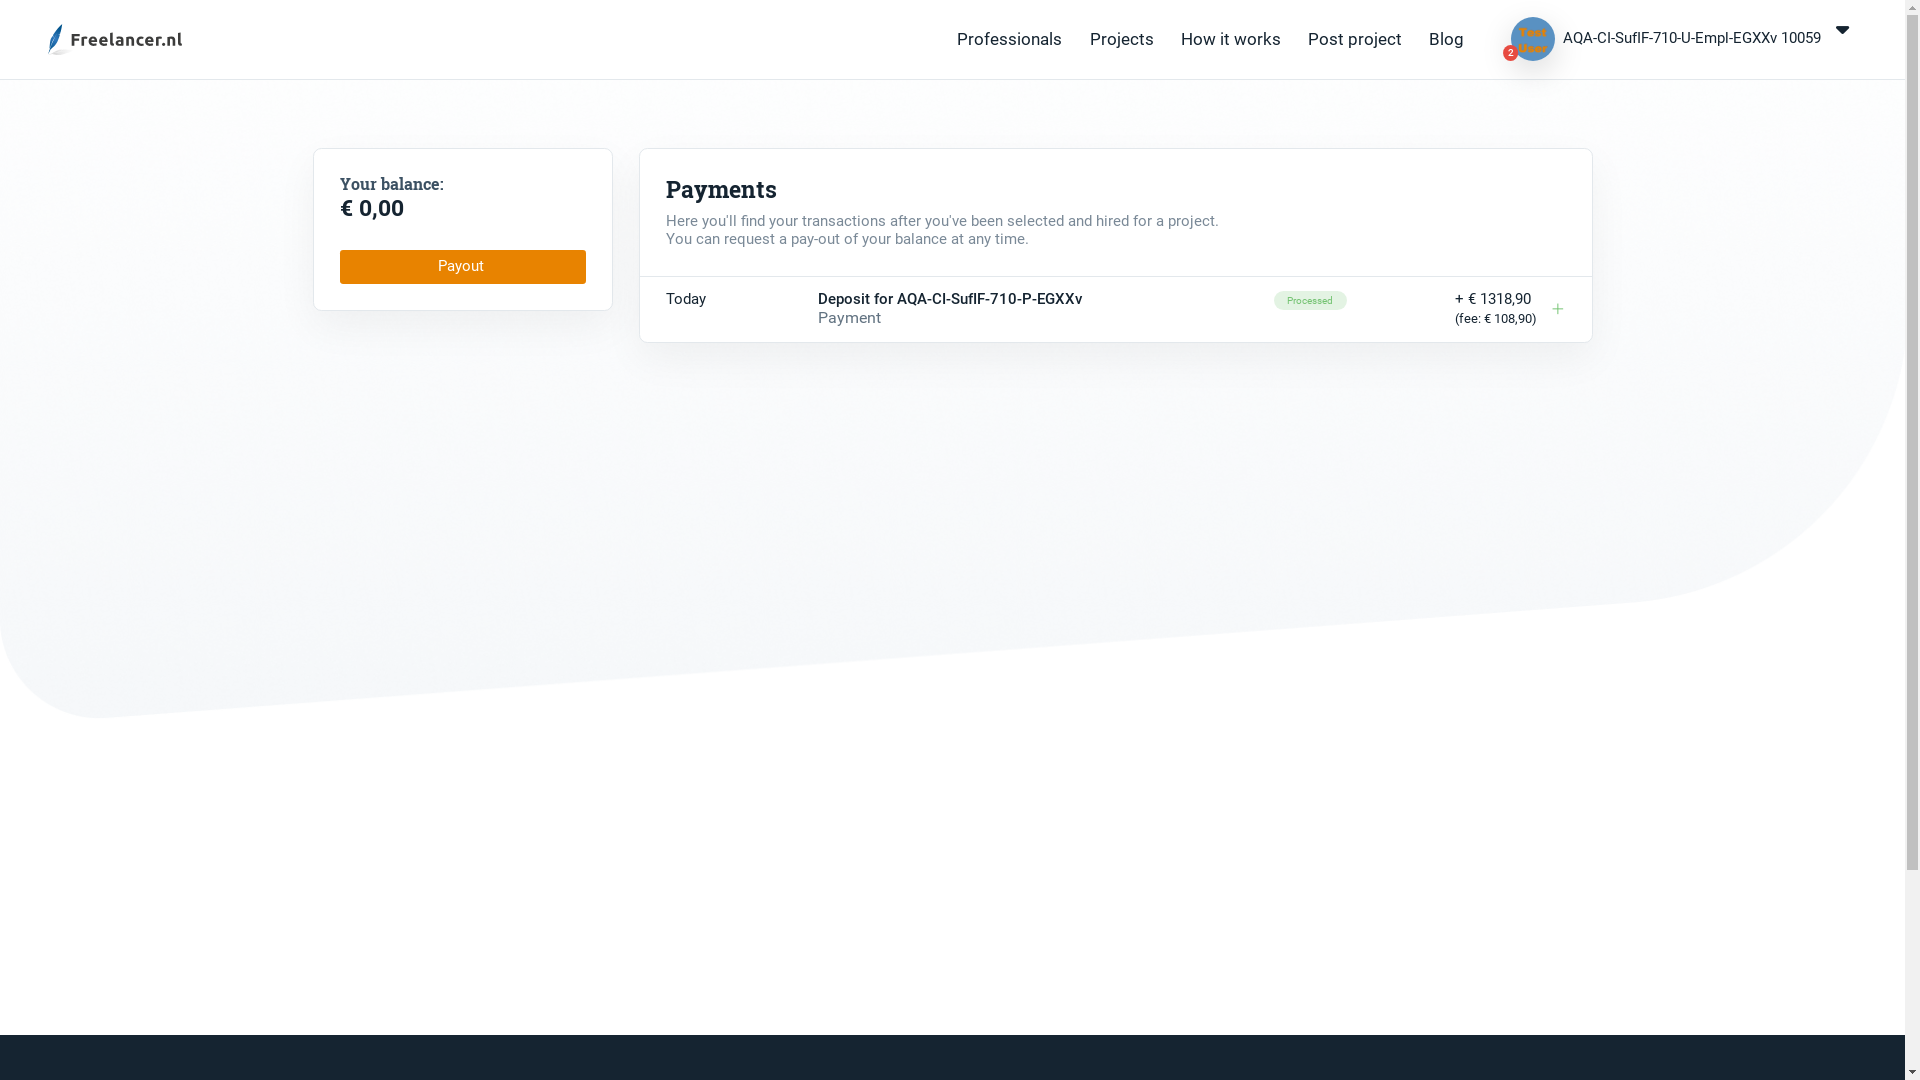 Freelancer.nl
Professionals
Projects
How it works
Post project
Blog
Test
User
2
AQA-CI-SufIF-710-U-Empl-EGXXv 10059
Your balance:
€ 0,00
Payout
Payments
Here you'll find your transactions after you've been selected and hired for a project.
You can request a pay-out of your balance at any time.
Today
Deposit for AQA-CI-SufIF-710-P-EGXXv
Payment
Processed
+ € 1318,90
(fee: € 108,90)
+